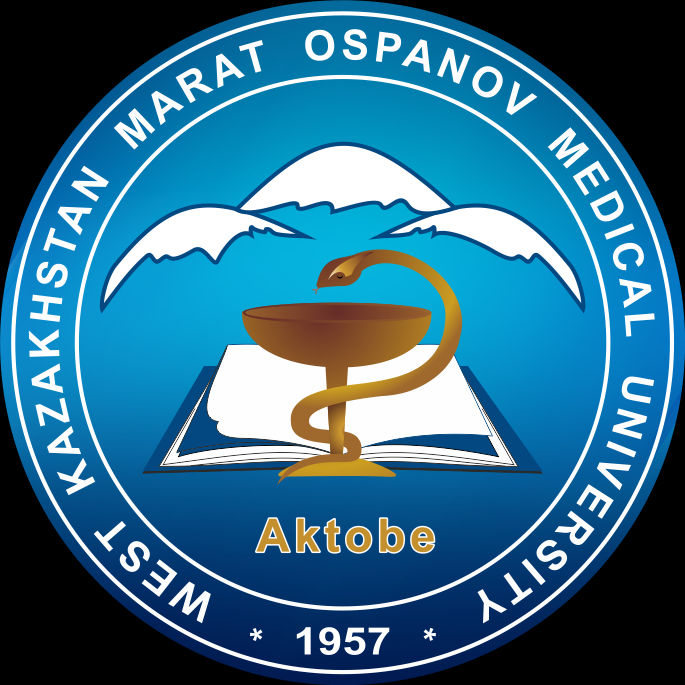 WEST KAZAKHSTAN MARAT OSPANOV MEDICAL UNIVERSITY
Aktobe
* 1957 *